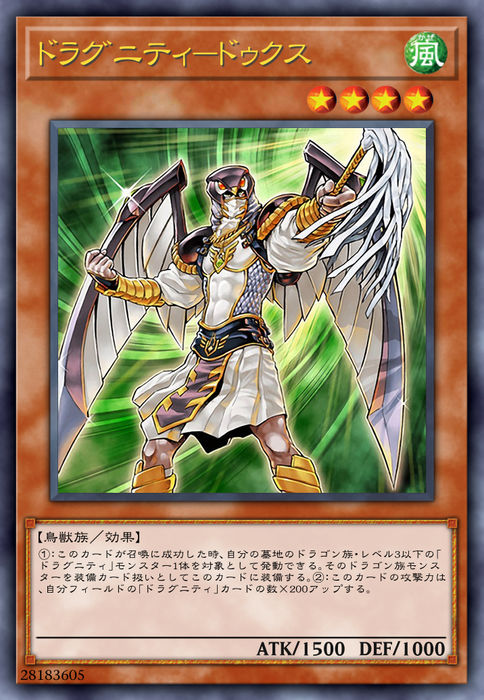 ドラグニティ－ドゥクス
かぜ
風
【鳥獣族／効果】
①：このカードが召喚に成功した時、自分の墓地のドラゴン族・レベル3以下の「
ドラグニティ」モンスター1体を対象として発動できる。そのドラゴン族モンス
ターを装備カード扱いとしてこのカードに装備する。②：このカードの攻撃力は
、自分フィールドの「ドラグニティ」カードの数×200アップする。
ATK/1500 DEF/1000
28183605